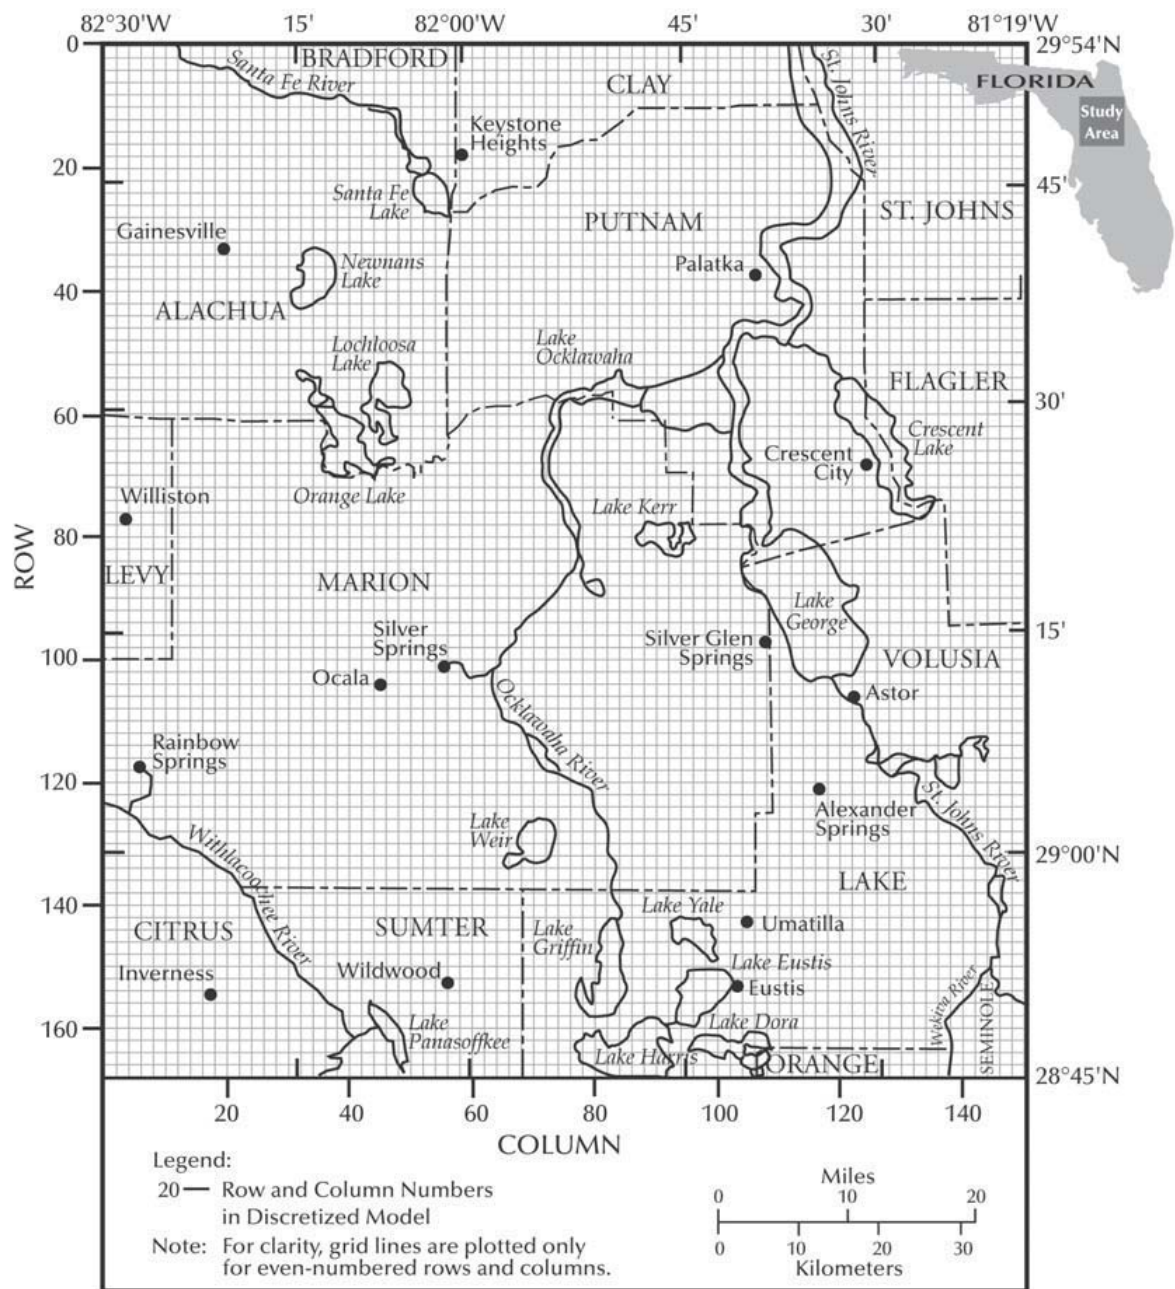 82°30'W 15' 82°00'W 45' 30' 81°19'W
0
29°54'N
BRADFORD
CLAY
Santa Fe River
St. Johns River
FLORIDA
Study
Area
Keystone
Heights
20
45'
Santa Fe
Lake
PUTNAM
ST. JOHNS
Gainesville
Newnans
Lake
Palatka
40
ALACHUA
Lochloosa
Lake
Lake
Ocklawaha
FLAGLER
60
30'
Crescent
Lake
Crescent
City
Williston
Orange Lake
Lake Kerr
80
ROW
LEVY
MARION
Lake
George
Silver
Springs
Silver Glen
Springs
15'
100
VOLUSIA
Ocala
Astor
Ocklawaha River
Rainbow
Springs
120
Alexander
Springs
St. Johns River
Lake
Weir
Withlacoochee River
29°00'N
LAKE
140
CITRUS
SUMTER
Lake Yale
Umatilla
Lake
Griffin
Inverness
Wildwood
Lake Eustis
Eustis
Wekiva River
SEMINOLE
160
Lake
Panasoffkee
Lake Dora
Lake Harris
ORANGE
28°45'N
20 40 60 80 100 120 140
COLUMN
Legend:
20 Row and Column Numbers
in Discretized Model
Note: For clarity, grid lines are plotted only
for even-numbered rows and columns.
Miles
0 10 20
0 10 20 30
Kilometers